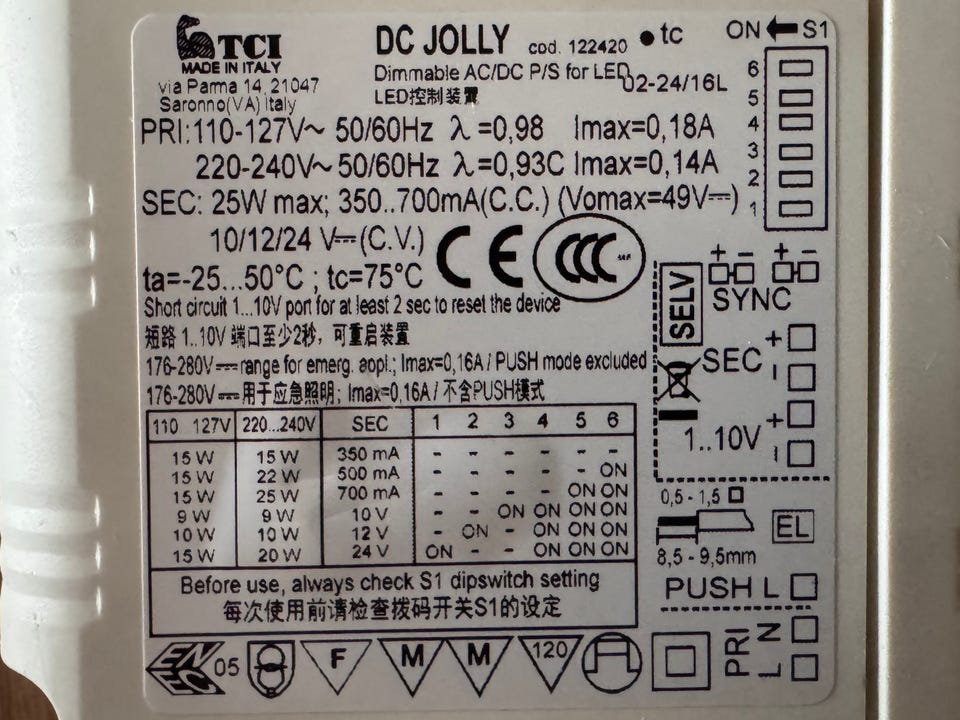 TCI
MADE IN ITALY
via Parma 14, 21047
Saronno(VA) Italy
DC JOLLY cod. 122420
Dimmable AC/DC P/S for LED
LED控制装置
tc
02-24/16L
ON S1
6
5
4
3
2
1
PRI:110-127V~ 50/60Hz λ=0,98 Imax=0,18A
220-240V~ 50/60Hz λ=0,93C Imax=0,14A
SEC: 25W max; 350..700mA(C.C.) (Vomax=49V⎓)
10/12/24 V⎓(C.V.)
CE CCC
ta=-25...50°C ; tc=75°C
Short circuit 1...10V port for at least 2 sec to reset the device
短路 1..10V 端口至少2秒，可重启装置
176-280V⎓range for emerg. appl.; Imax=0,16A / PUSH mode excluded
176-280V⎓用于应急照明; Imax=0,16A / 不含PUSH模式
110 127V 220...240V SEC 1 2 3 4 5 6
15 W 15 W 350 mA - - - - - -
15 W 22 W 500 mA - - - - - ON
15 W 25 W 700 mA - - - - ON ON
9 W 9 W 10 V - - ON ON ON ON
10 W 10 W 12 V - ON - ON ON ON
15 W 20 W 24 V ON - - ON ON ON
Before use, always check S1 dipswitch setting
每次使用前请检查拨码开关S1的设定
ENEC 05 F M M 120
+ - + -
SYNC
SELV
SEC + -
1..10V + -
0,5 - 1,5
EL
8,5 - 9,5mm
PUSH L
PRI
N
L